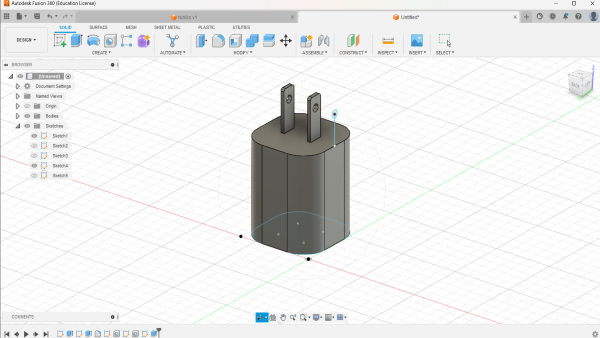 Autodesk Fusion 360 (Education License)
Untitled*
SOLID SURFACE MESH SHEET METAL PLASTIC UTILITIES
DESIGN
CREATE AUTOMATE MODIFY ASSEMBLE CONSTRUCT INSPECT INSERT SELECT
BROWSER
(Unsaved)
Document Settings
Named Views
Origin
Bodies
Sketches
Sketch1
Sketch2
Sketch3
Sketch4
Sketch5
COMMENTS